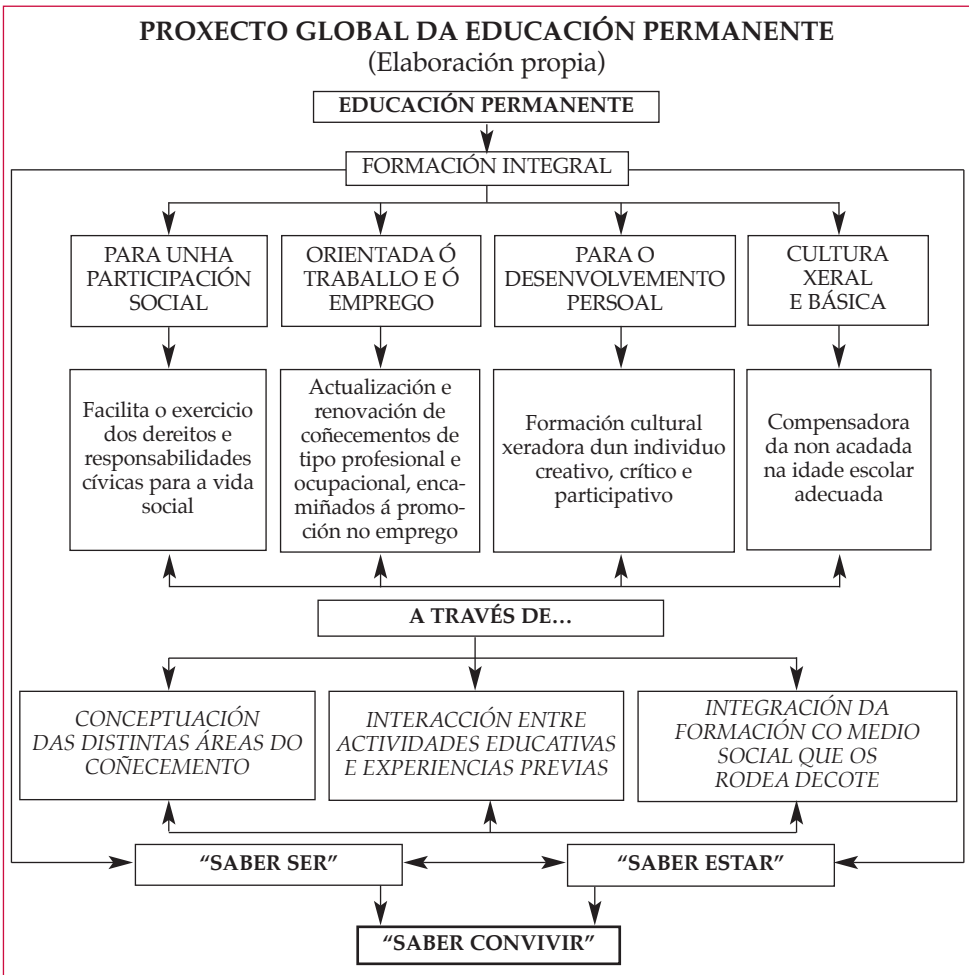 PROXECTO GLOBAL DA EDUCACIÓN PERMANENTE
(Elaboración propia)
EDUCACIÓN PERMANENTE
FORMACIÓN INTEGRAL
PARA UNHA
PARTICIPACIÓN
SOCIAL
ORIENTADA Ó
TRABALLO E Ó
EMPREGO
PARA O
DESENVOLVEMENTO
PERSOAL
CULTURA
XERAL
E BÁSICA
Facilita o exercicio
dos dereitos e
responsabilidades
cívicas para a vida
social
Actualización e
renovación de
coñecementos de
tipo profesional e
ocupacional, enca-
miñados á promo-
ción no emprego
Formación cultural
xeradora dun individuo
creativo, crítico e
participativo
Compensadora
da non acadada
na idade escolar
adecuada
A TRAVÉS DE...
CONCEPTUACIÓN
DAS DISTINTAS ÁREAS DO
COÑECEMENTO
INTERACCIÓN ENTRE
ACTIVIDADES EDUCATIVAS
E EXPERIENCIAS PREVIAS
INTEGRACIÓN DA
FORMACIÓN CO MEDIO
SOCIAL QUE OS
RODEA DECOTE
“SABER SER”
“SABER ESTAR”
“SABER CONVIVIR”